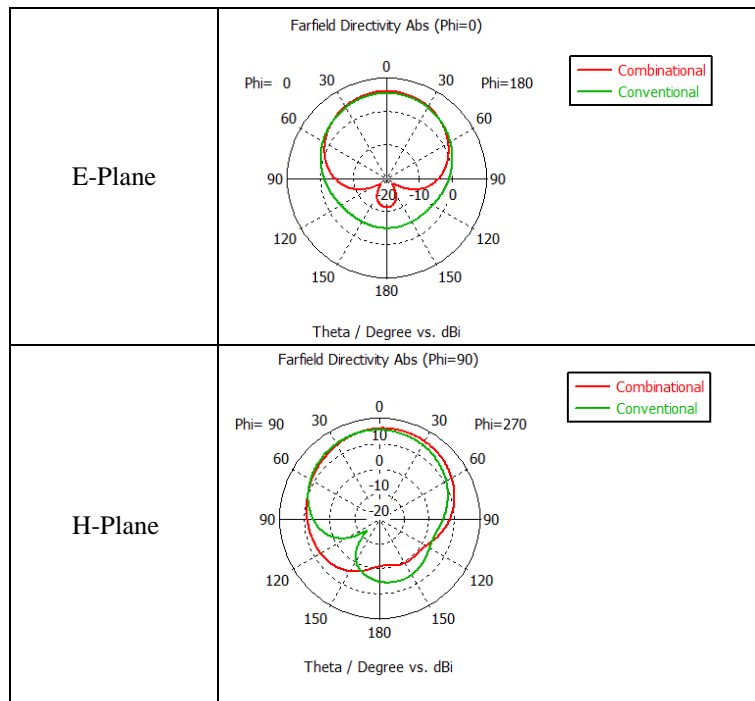 E-Plane
Farfield Directivity Abs (Phi=0)
Phi= 0 30 0 30 Phi=180
Combinational
Conventional
60 60
90 -20 -10 0 90
120 120
150 150
180
Theta / Degree vs. dBi
H-Plane
Farfield Directivity Abs (Phi=90)
Phi= 90 30 0 30 Phi=270
Combinational
Conventional
10
60 0 60
-10
90 -20 90
120 120
150 150
180
Theta / Degree vs. dBi